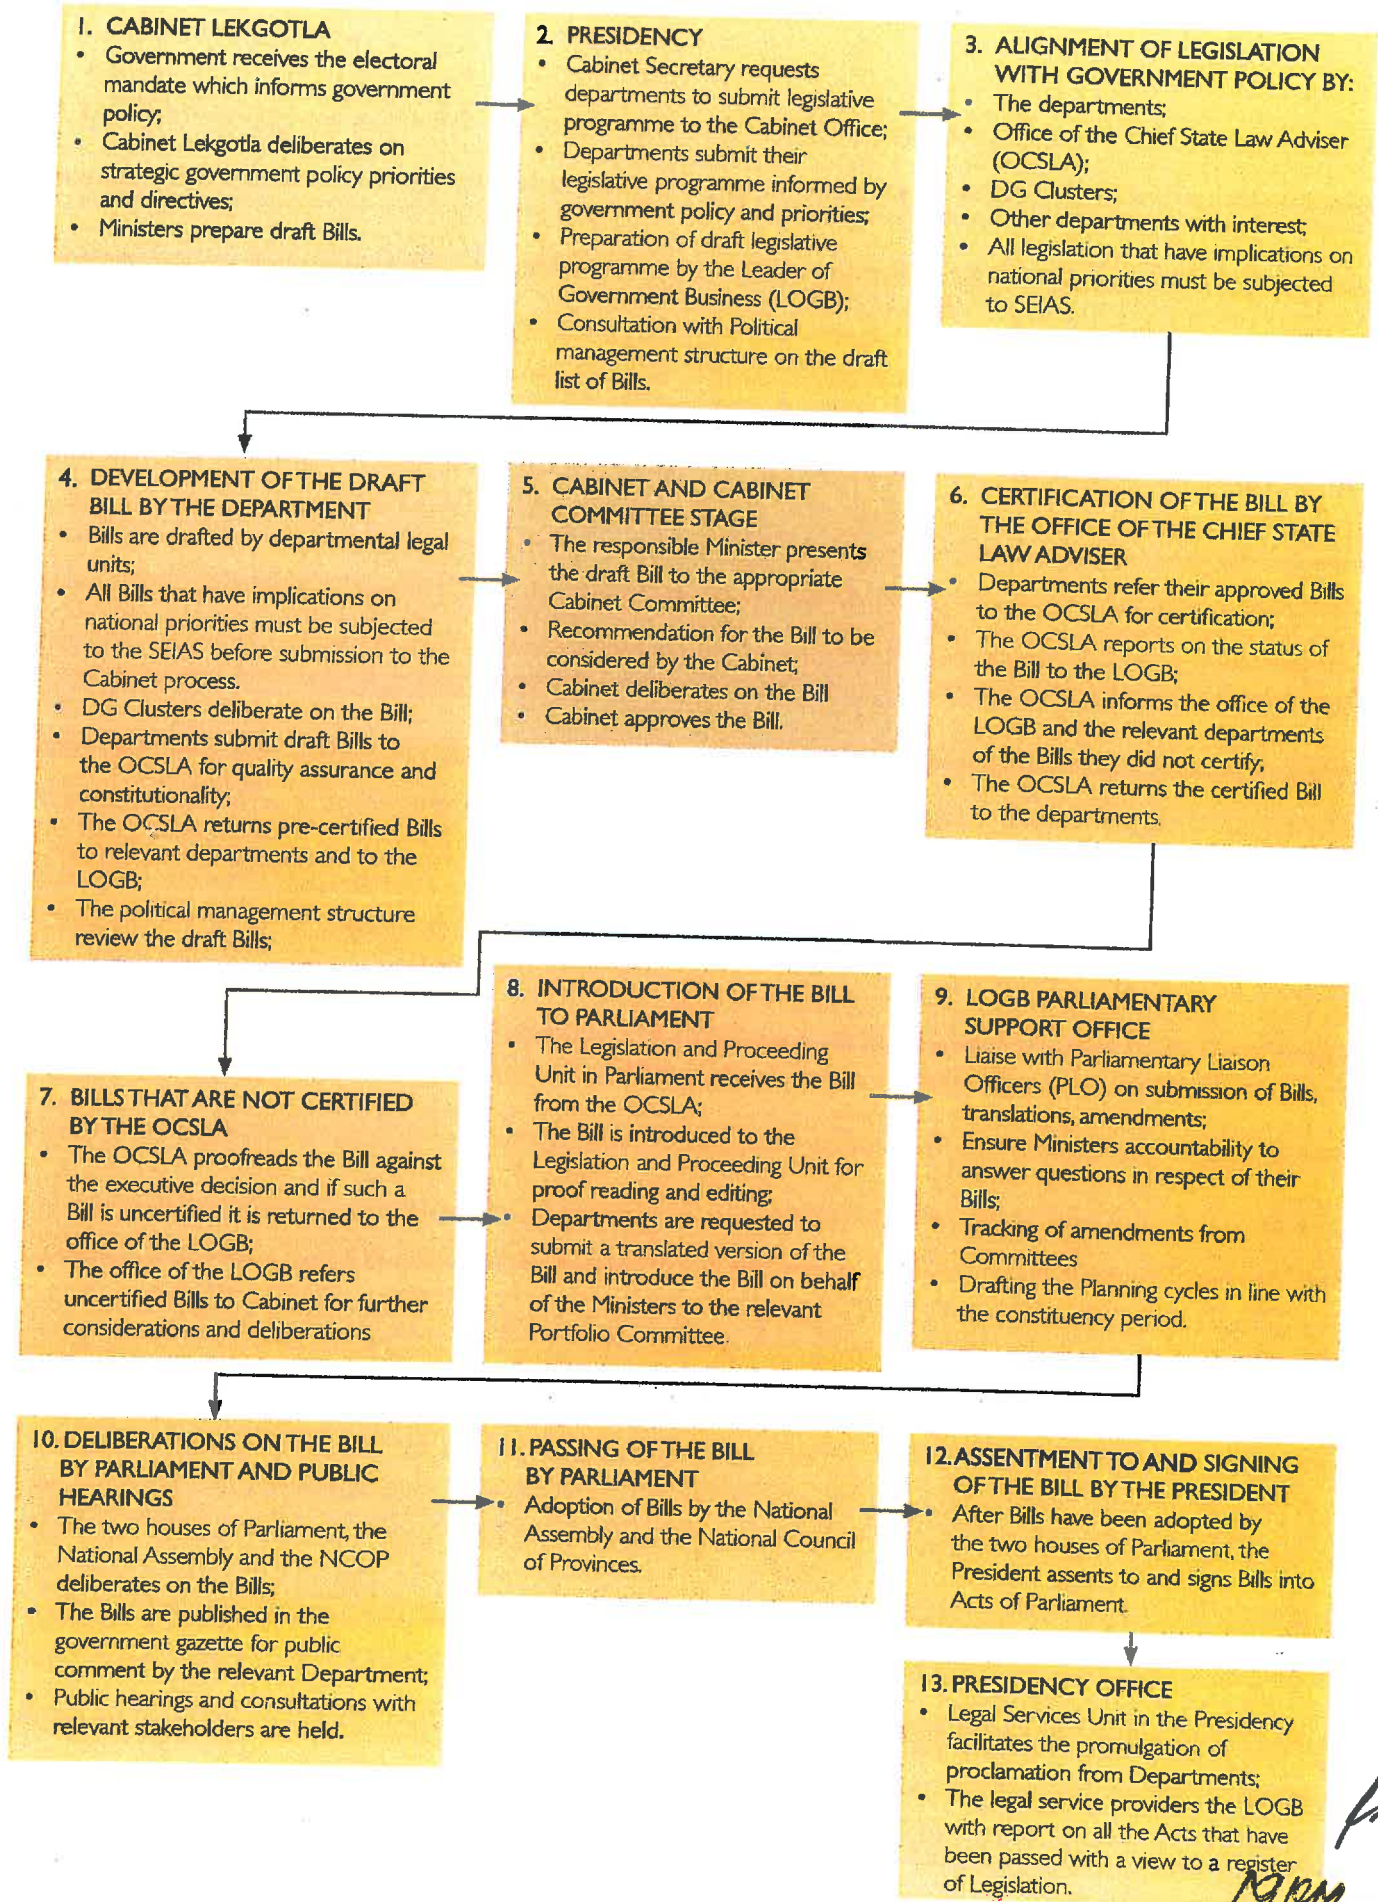 1. CABINET LEKGOTLA
• Government receives the electoral
mandate which informs government
policy;
• Cabinet Lekgotla deliberates on
strategic government policy priorities
and directives;
• Ministers prepare draft Bills.
2. PRESIDENCY
• Cabinet Secretary requests
departments to submit legislative
programme to the Cabinet Office;
• Departments submit their
legislative programme informed by
government policy and priorities;
• Preparation of draft legislative
programme by the Leader of
Government Business (LOGB);
• Consultation with Political
management structure on the draft
list of Bills.
3. ALIGNMENT OF LEGISLATION
WITH GOVERNMENT POLICY BY:
• The departments;
• Office of the Chief State Law Adviser
(OCSLA);
• DG Clusters;
• Other departments with interest;
• All legislation that have implications on
national priorities must be subjected
to SEIAS.
4. DEVELOPMENT OF THE DRAFT
BILL BY THE DEPARTMENT
• Bills are drafted by departmental legal
units;
• All Bills that have implications on
national priorities must be subjected
to the SEIAS before submission to the
Cabinet process.
• DG Clusters deliberate on the Bill;
• Departments submit draft Bills to
the OCSLA for quality assurance and
constitutionality;
• The OCSLA returns pre-certified Bills
to relevant departments and to the
LOGB;
• The political management structure
review the draft Bills;
5. CABINET AND CABINET
COMMITTEE STAGE
• The responsible Minister presents
the draft Bill to the appropriate
Cabinet Committee;
• Recommendation for the Bill to be
considered by the Cabinet;
• Cabinet deliberates on the Bill
• Cabinet approves the Bill.
6. CERTIFICATION OF THE BILL BY
THE OFFICE OF THE CHIEF STATE
LAW ADVISER
• Departments refer their approved Bills
to the OCSLA for certification;
• The OCSLA reports on the status of
the Bill to the LOGB;
• The OCSLA informs the office of the
LOGB and the relevant departments
of the Bills they did not certify;
• The OCSLA returns the certified Bill
to the departments.
7. BILLS THAT ARE NOT CERTIFIED
BY THE OCSLA
• The OCSLA proofreads the Bill against
the executive decision and if such a
Bill is uncertified it is returned to the
office of the LOGB;
• The office of the LOGB refers
uncertified Bills to Cabinet for further
considerations and deliberations
8. INTRODUCTION OF THE BILL
TO PARLIAMENT
• The Legislation and Proceeding
Unit in Parliament receives the Bill
from the OCSLA;
• The Bill is introduced to the
Legislation and Proceeding Unit for
proof reading and editing;
• Departments are requested to
submit a translated version of the
Bill and introduce the Bill on behalf
of the Ministers to the relevant
Portfolio Committee.
9. LOGB PARLIAMENTARY
SUPPORT OFFICE
• Liaise with Parliamentary Liaison
Officers (PLO) on submission of Bills,
translations, amendments;
• Ensure Ministers accountability to
answer questions in respect of their
Bills;
• Tracking of amendments from
Committees
• Drafting the Planning cycles in line with
the constituency period.
10. DELIBERATIONS ON THE BILL
BY PARLIAMENT AND PUBLIC
HEARINGS
• The two houses of Parliament, the
National Assembly and the NCOP
deliberates on the Bills;
• The Bills are published in the
government gazette for public
comment by the relevant Department;
• Public hearings and consultations with
relevant stakeholders are held.
11. PASSING OF THE BILL
BY PARLIAMENT
• Adoption of Bills by the National
Assembly and the National Council
of Provinces.
12. ASSENTMENT TO AND SIGNING
OF THE BILL BY THE PRESIDENT
• After Bills have been adopted by
the two houses of Parliament, the
President assents to and signs Bills into
Acts of Parliament.
13. PRESIDENCY OFFICE
• Legal Services Unit in the Presidency
facilitates the promulgation of
proclamation from Departments;
• The legal service providers the LOGB
with report on all the Acts that have
been passed with a view to a register
of Legislation.